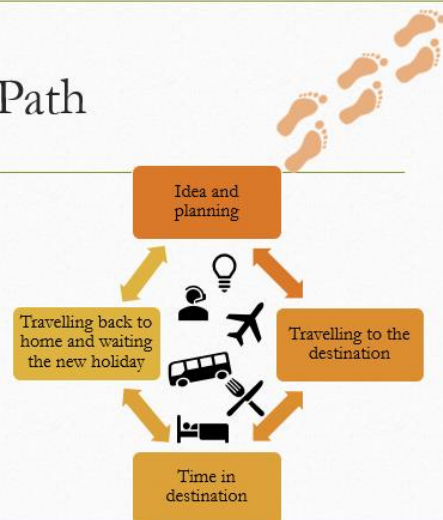 Path
Idea and
planning
Travelling back to
home and waiting
the new holiday
Travelling to the
destination
Time in
destination